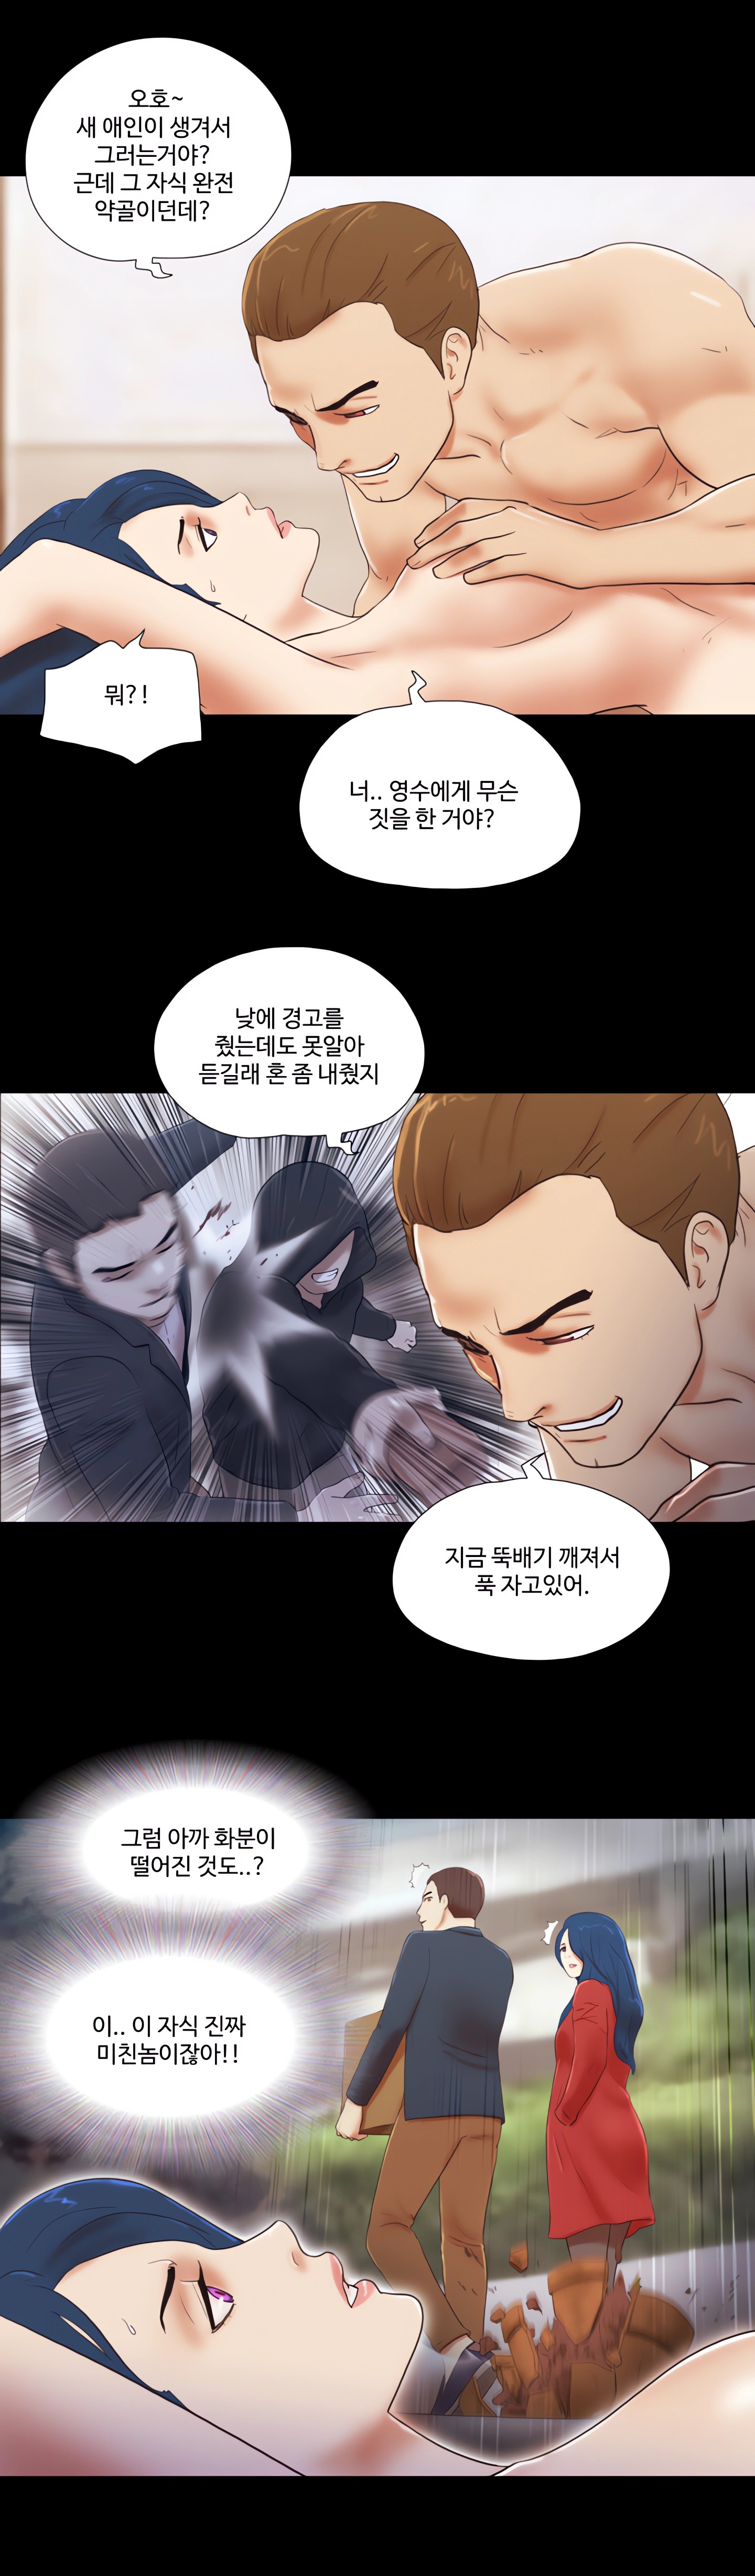 오호~
새 애인이 생겨서
그러는거야?
근데 그 자식 완전
약골이던데?
뭐?!
너.. 영수에게 무슨
짓을 한 거야?
낮에 경고를
줬는데도 못알아
듣길래 혼 좀 내줬지
지금 뚝배기 깨져서
푹 자고있어.
그럼 아까 화분이
떨어진 것도..?
이.. 이 자식 진짜
미친놈이잖아!!